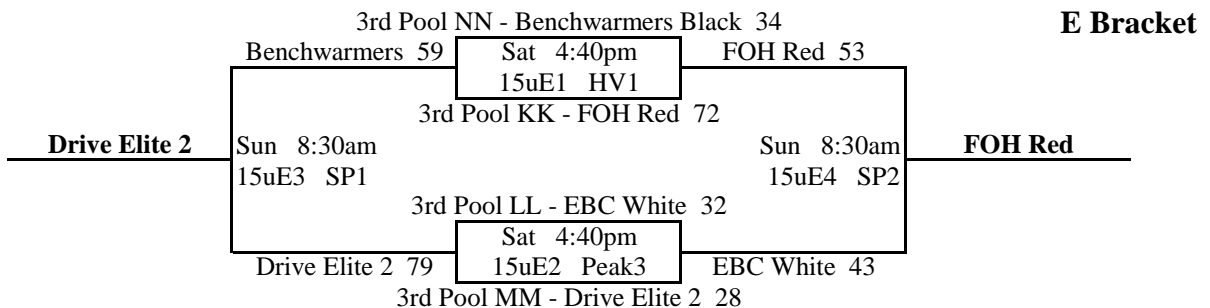 3rd Pool NN - Benchwarmers Black 34
E Bracket
Benchwarmers 59
Sat 4:40pm
FOH Red 53
15uE1 HV1
3rd Pool KK - FOH Red 72
Drive Elite 2
Sun 8:30am
Sun 8:30am
FOH Red
15uE3 SP1
15uE4 SP2
3rd Pool LL - EBC White 32
Sat 4:40pm
Drive Elite 2 79
15uE2 Peak3
EBC White 43
3rd Pool MM - Drive Elite 2 28